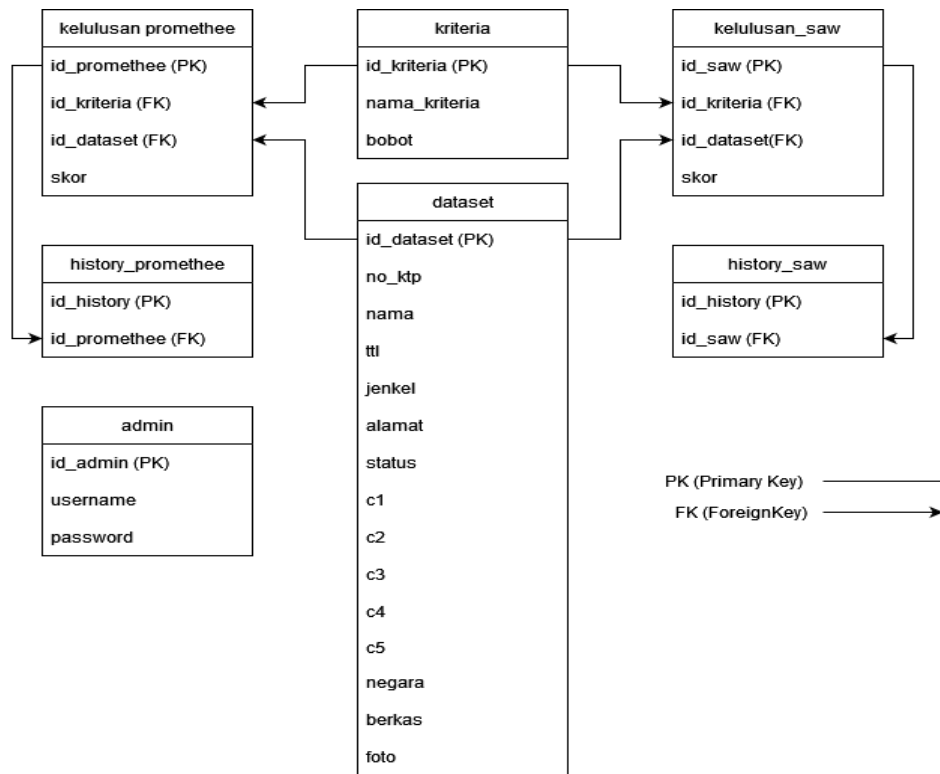 kelulusan promethee
id_promethee (PK)
id_kriteria (FK)
id_dataset (FK)
skor
kriteria
id_kriteria (PK)
nama_kriteria
bobot
kelulusan_saw
id_saw (PK)
id_kriteria (FK)
id_dataset(FK)
skor
history_promethee
id_history (PK)
id_promethee (FK)
dataset
id_dataset (PK)
no_ktp
nama
ttl
jenkel
alamat
status
c1
c2
c3
c4
c5
negara
berkas
foto
history_saw
id_history (PK)
id_saw (FK)
admin
id_admin (PK)
username
password
PK (Primary Key)
FK (ForeignKey)